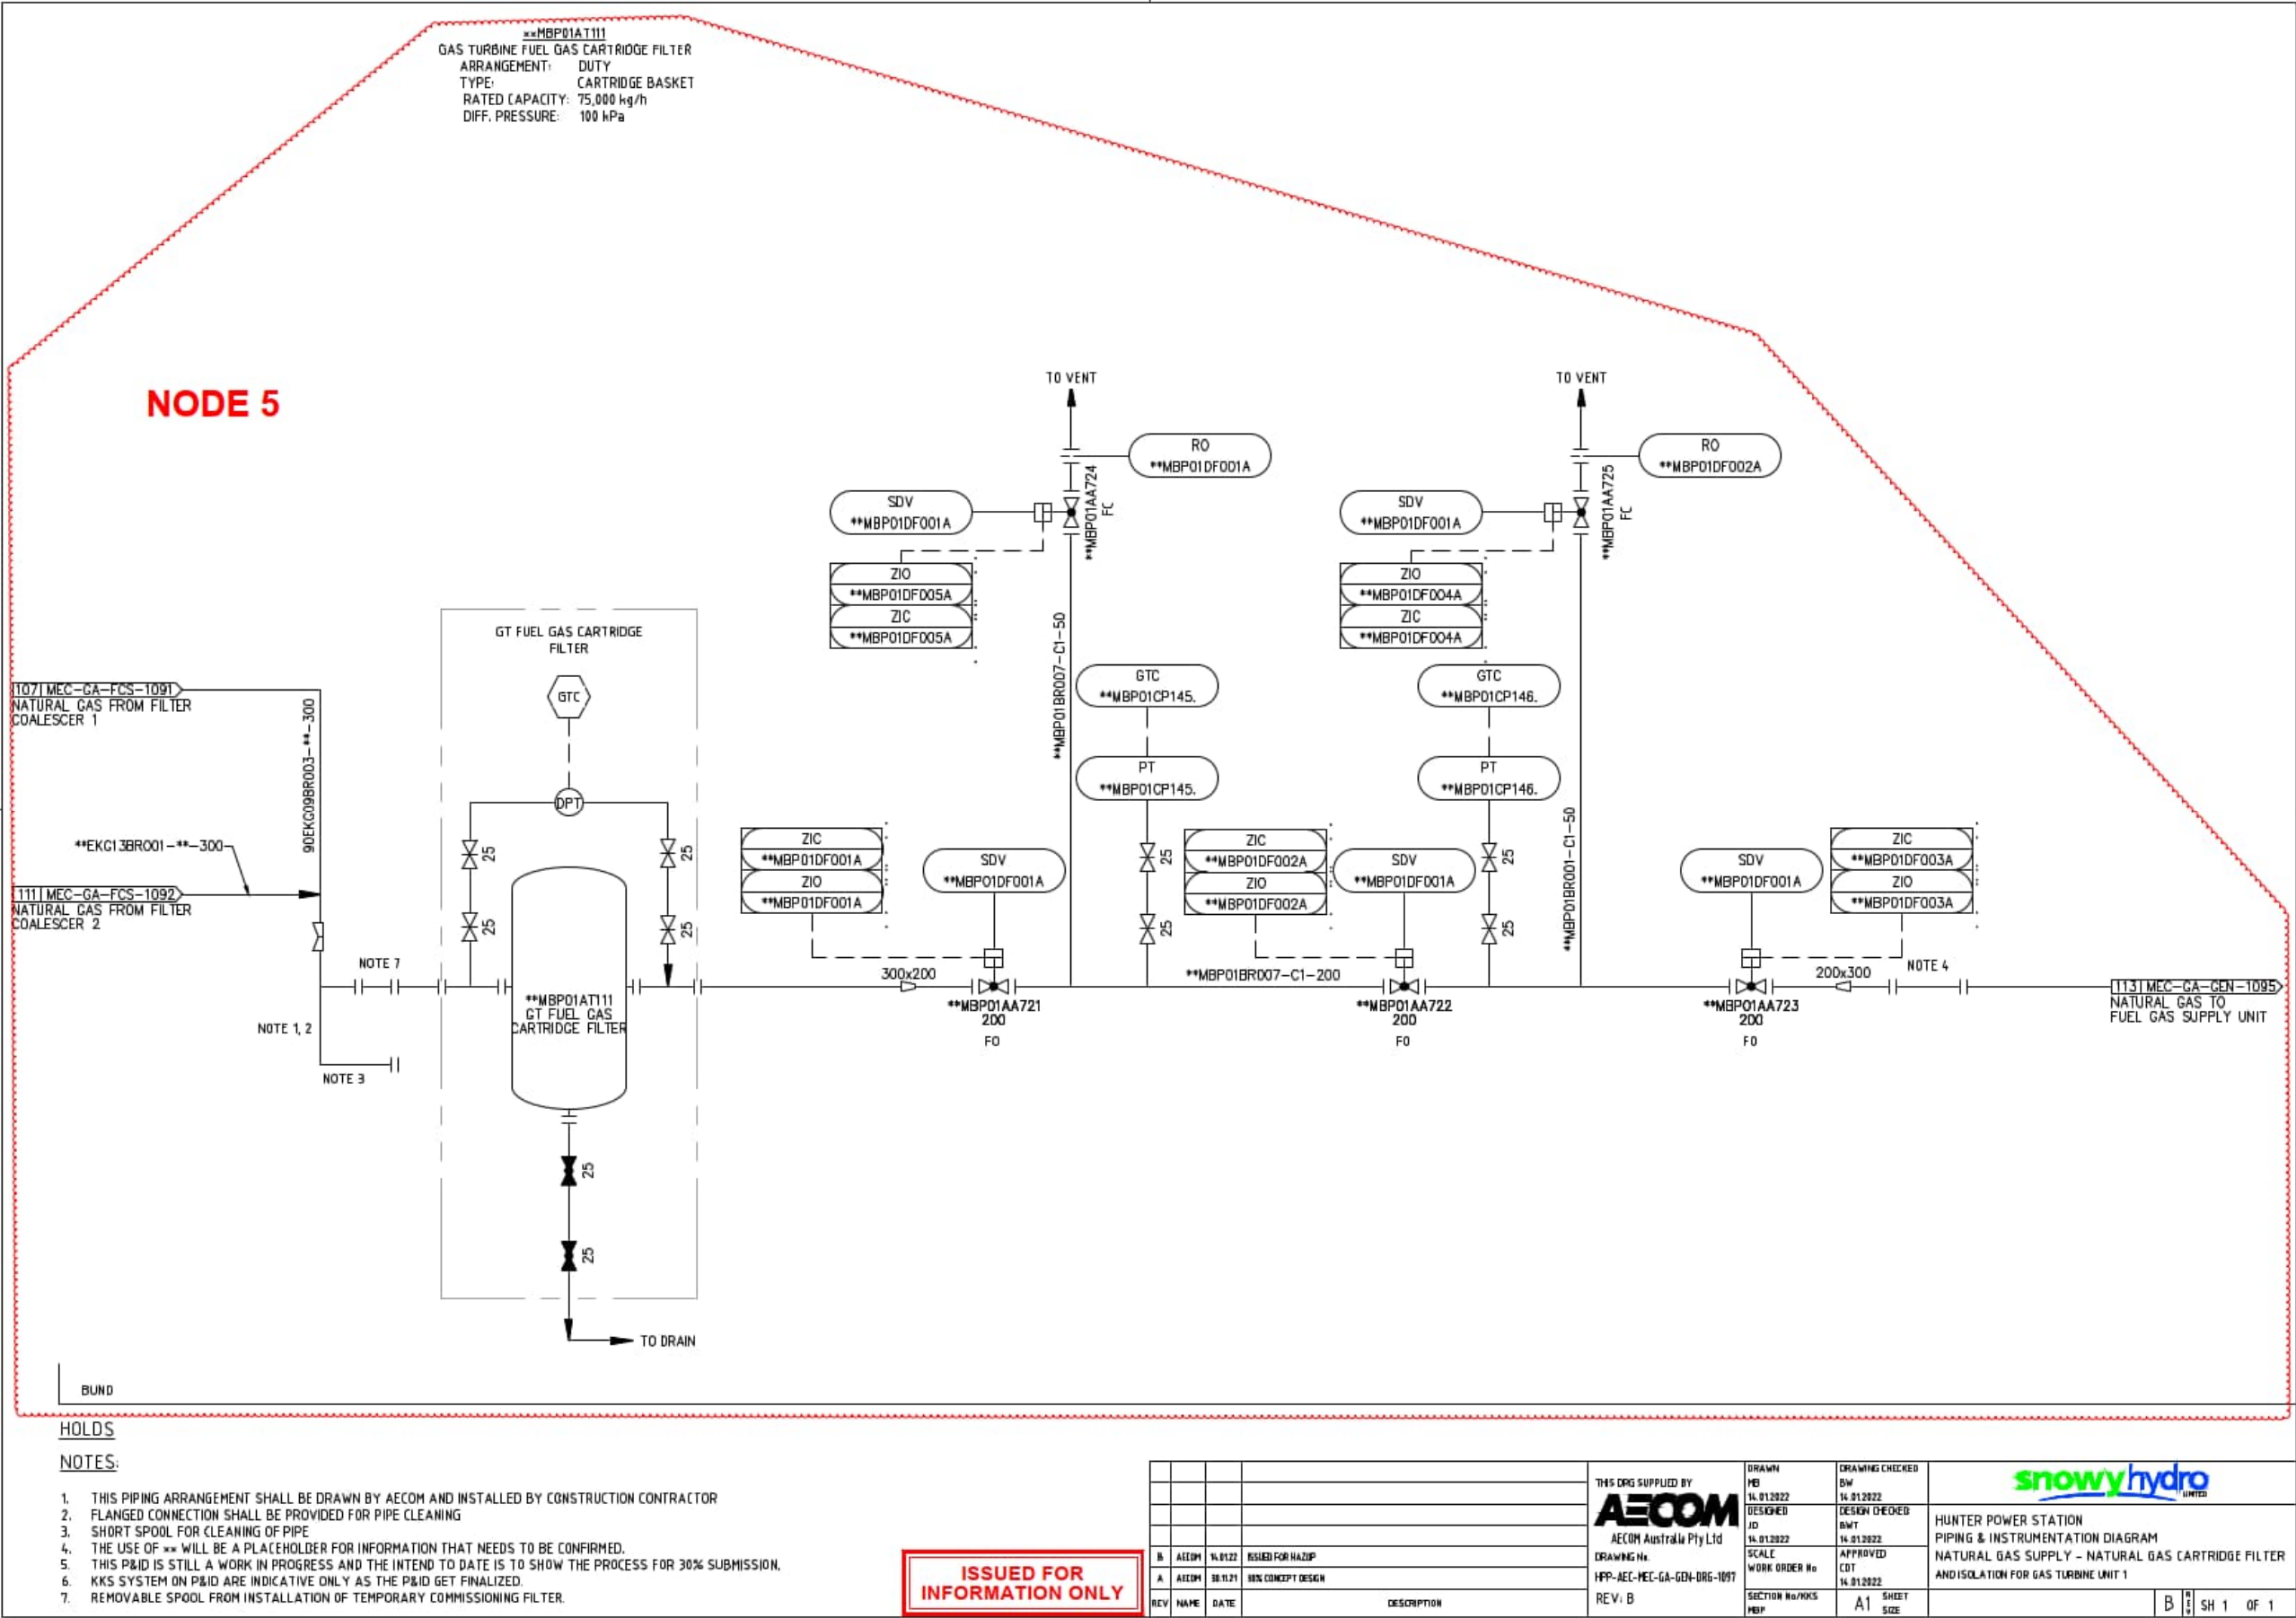 **MBP01AT111
GAS TURBINE FUEL GAS CARTRIDGE FILTER
ARRANGEMENT: DUTY
TYPE: CARTRIDGE BASKET
RATED CAPACITY: 75,000 kg/h
DIFF. PRESSURE: 100 kPa
NODE 5
TO VENT
TO VENT
RO
**MBP01DF001A
RO
**MBP01DF002A
SDV
**MBP01DF001A
**MBP01AA724
FC
SDV
**MBP01DF001A
**MBP01AA725
FC
ZIO
**MBP01DF005A
ZIC
**MBP01DF005A
ZIO
**MBP01DF004A
ZIC
**MBP01DF004A
GT FUEL GAS CARTRIDGE
FILTER
GTC
DPT
25
25
25
25
**MBP01BR007-C1-50
GTC
**MBP01CP145.
PT
**MBP01CP145.
25
25
GTC
**MBP01CP146.
PT
**MBP01CP146.
25
25
**MBP01BR001-C1-50
107 MEC-GA-FCS-1091
NATURAL GAS FROM FILTER
COALESCER 1
90EKG09BR003-**-300
**EKG13BR001-**-300
111 MEC-GA-FCS-1092
NATURAL GAS FROM FILTER
COALESCER 2
ZIC
**MBP01DF001A
ZIO
**MBP01DF001A
SDV
**MBP01DF001A
ZIC
**MBP01DF002A
ZIO
**MBP01DF002A
SDV
**MBP01DF001A
SDV
**MBP01DF001A
ZIC
**MBP01DF003A
ZIO
**MBP01DF003A
NOTE 7
NOTE 1, 2
NOTE 3
**MBP01AT111
GT FUEL GAS
CARTRIDGE FILTER
300x200
**MBP01AA721
200
FO
**MBP01BR007-C1-200
**MBP01AA722
200
FO
**MBP01AA723
200
FO
200x300
NOTE 4
113 MEC-GA-GEN-1095
NATURAL GAS TO
FUEL GAS SUPPLY UNIT
25
25
TO DRAIN
BUND
HOLDS
NOTES:
1. THIS PIPING ARRANGEMENT SHALL BE DRAWN BY AECOM AND INSTALLED BY CONSTRUCTION CONTRACTOR
2. FLANGED CONNECTION SHALL BE PROVIDED FOR PIPE CLEANING
3. SHORT SPOOL FOR CLEANING OF PIPE
4. THE USE OF ** WILL BE A PLACEHOLDER FOR INFORMATION THAT NEEDS TO BE CONFIRMED.
5. THIS P&ID IS STILL A WORK IN PROGRESS AND THE INTEND TO DATE IS TO SHOW THE PROCESS FOR 30% SUBMISSION.
6. KKS SYSTEM ON P&ID ARE INDICATIVE ONLY AS THE P&ID GET FINALIZED.
7. REMOVABLE SPOOL FROM INSTALLATION OF TEMPORARY COMMISSIONING FILTER.
ISSUED FOR
INFORMATION ONLY
B AECOM 14.01.22 ISSUED FOR HAZOP
A AECOM 30.11.21 30% CONCEPT DESIGN
REV NAME DATE DESCRIPTION
THIS DRG SUPPLIED BY
AECOM
AECOM Australia Pty Ltd
DRAWING No.
HPP-AEC-MEC-GA-GEN-DRG-1097
REV: B
DRAWN
MB
14.01.2022
DESIGNED
JD
14.01.2022
SCALE
WORK ORDER No
SECTION No/KKS
MBP
DRAWING CHECKED
BW
14.01.2022
DESIGN CHECKED
BWT
14.01.2022
APPROVED
CDT
14.01.2022
A1 SHEET SIZE
snowyhydro
LIMITED
HUNTER POWER STATION
PIPING & INSTRUMENTATION DIAGRAM
NATURAL GAS SUPPLY - NATURAL GAS CARTRIDGE FILTER
AND ISOLATION FOR GAS TURBINE UNIT 1
B REV SH 1 OF 1